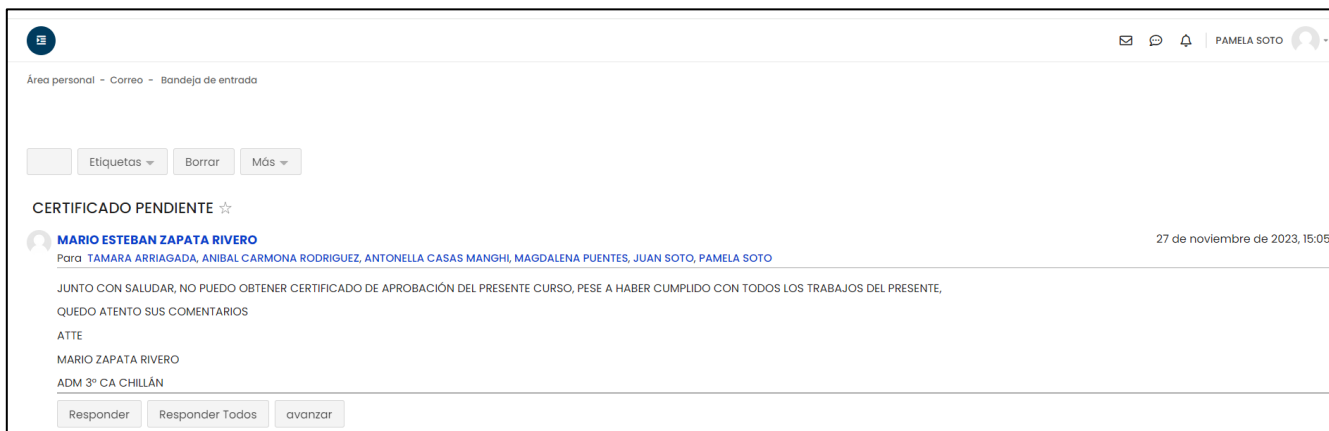 PAMELA SOTO
Área personal - Correo - Bandeja de entrada
Etiquetas Borrar Más
CERTIFICADO PENDIENTE
MARIO ESTEBAN ZAPATA RIVERO 27 de noviembre de 2023, 15:05
Para TAMARA ARRIAGADA, ANIBAL CARMONA RODRIGUEZ, ANTONELLA CASAS MANGHI, MAGDALENA PUENTES, JUAN SOTO, PAMELA SOTO
JUNTO CON SALUDAR, NO PUEDO OBTENER CERTIFICADO DE APROBACIÓN DEL PRESENTE CURSO, PESE A HABER CUMPLIDO CON TODOS LOS TRABAJOS DEL PRESENTE,
QUEDO ATENTO SUS COMENTARIOS
ATTE
MARIO ZAPATA RIVERO
ADM 3º CA CHILLÁN
Responder Responder Todos avanzar